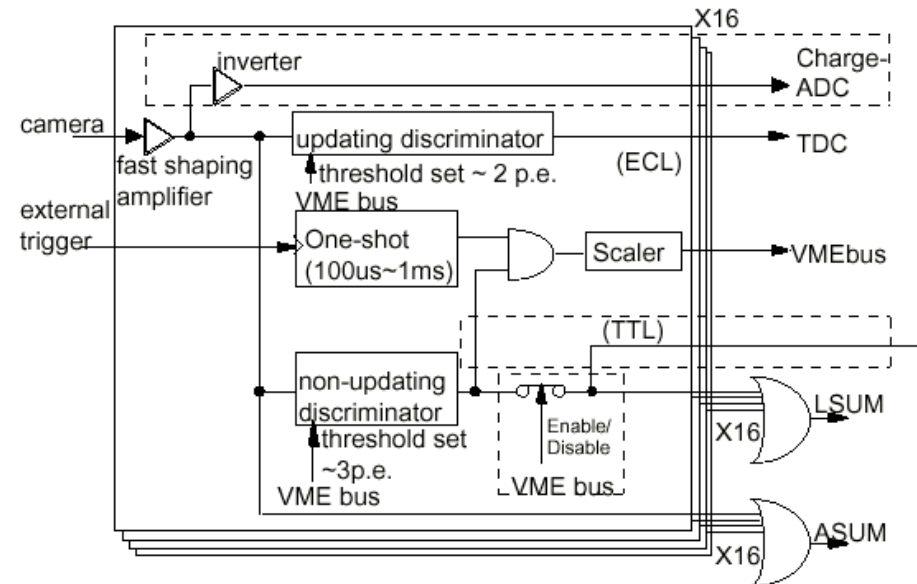 X16
inverter
Charge-
ADC
camera
updating discriminator
TDC
fast shaping
amplifier
threshold set ~ 2 p.e.
(ECL)
VME bus
external
trigger
One-shot
(100us~1ms)
Scaler
VMEbus
(TTL)
non-updating
discriminator
threshold set
~3p.e.
VME bus
Enable/
Disable
VME bus
X16
LSUM
X16
ASUM